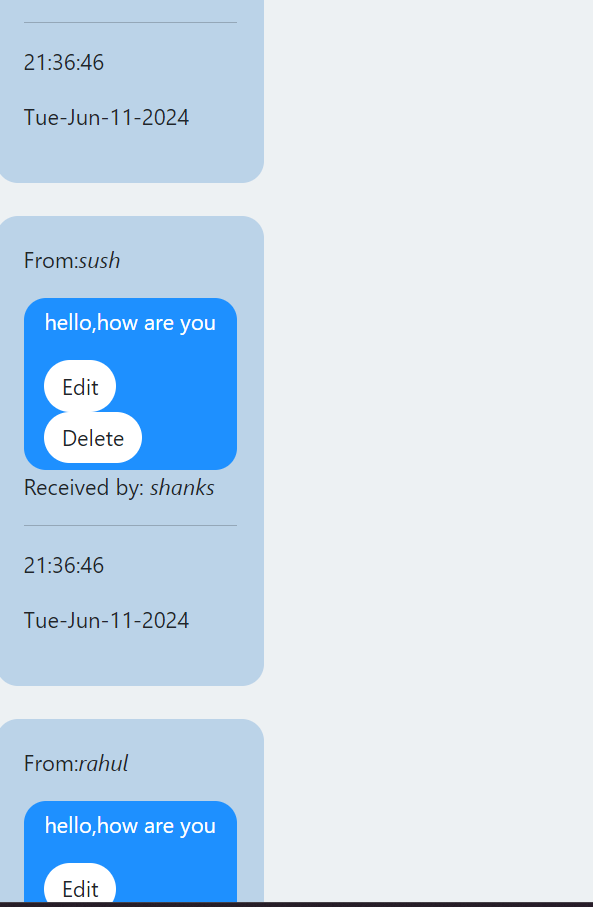 21:36:46
Tue-Jun-11-2024
From:sush
hello,how are you
Edit
Delete
Received by: shanks
21:36:46
Tue-Jun-11-2024
From:rahul
hello,how are you
Edit